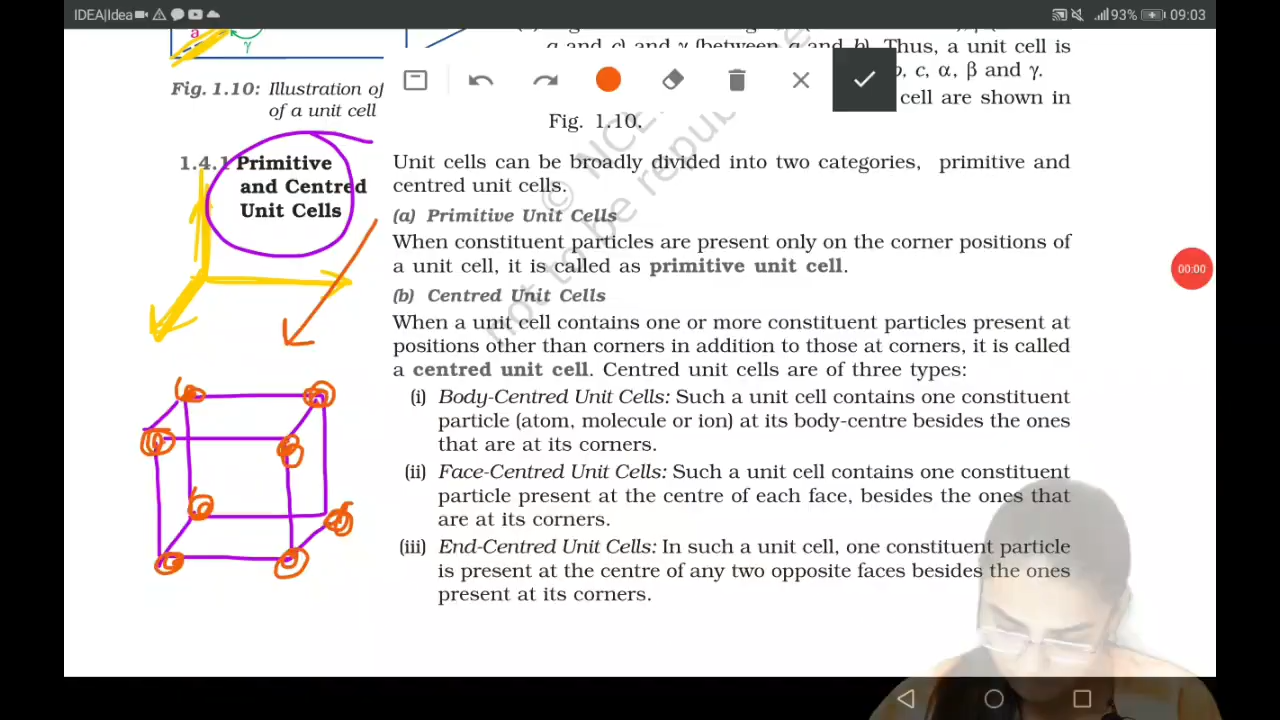 IDEA|Idea 93% 09:03
a
γ
a and c) and γ (between a and b). Thus, a unit cell is
c, α, β and γ.
Fig. 1.10: Illustration of
cell are shown in
of a unit cell
Fig. 1.10.
1.4.1 Primitive
and Centred
Unit Cells
Unit cells can be broadly divided into two categories, primitive and
centred unit cells.
(a) Primitive Unit Cells
When constituent particles are present only on the corner positions of
a unit cell, it is called as primitive unit cell.
00:00
(b) Centred Unit Cells
When a unit cell contains one or more constituent particles present at
positions other than corners in addition to those at corners, it is called
a centred unit cell. Centred unit cells are of three types:
(i) Body-Centred Unit Cells: Such a unit cell contains one constituent
particle (atom, molecule or ion) at its body-centre besides the ones
that are at its corners.
(ii) Face-Centred Unit Cells: Such a unit cell contains one constituent
particle present at the centre of each face, besides the ones that
are at its corners.
(iii) End-Centred Unit Cells: In such a unit cell, one constituent particle
is present at the centre of any two opposite faces besides the ones
present at its corners.
© NCE
not to be repu